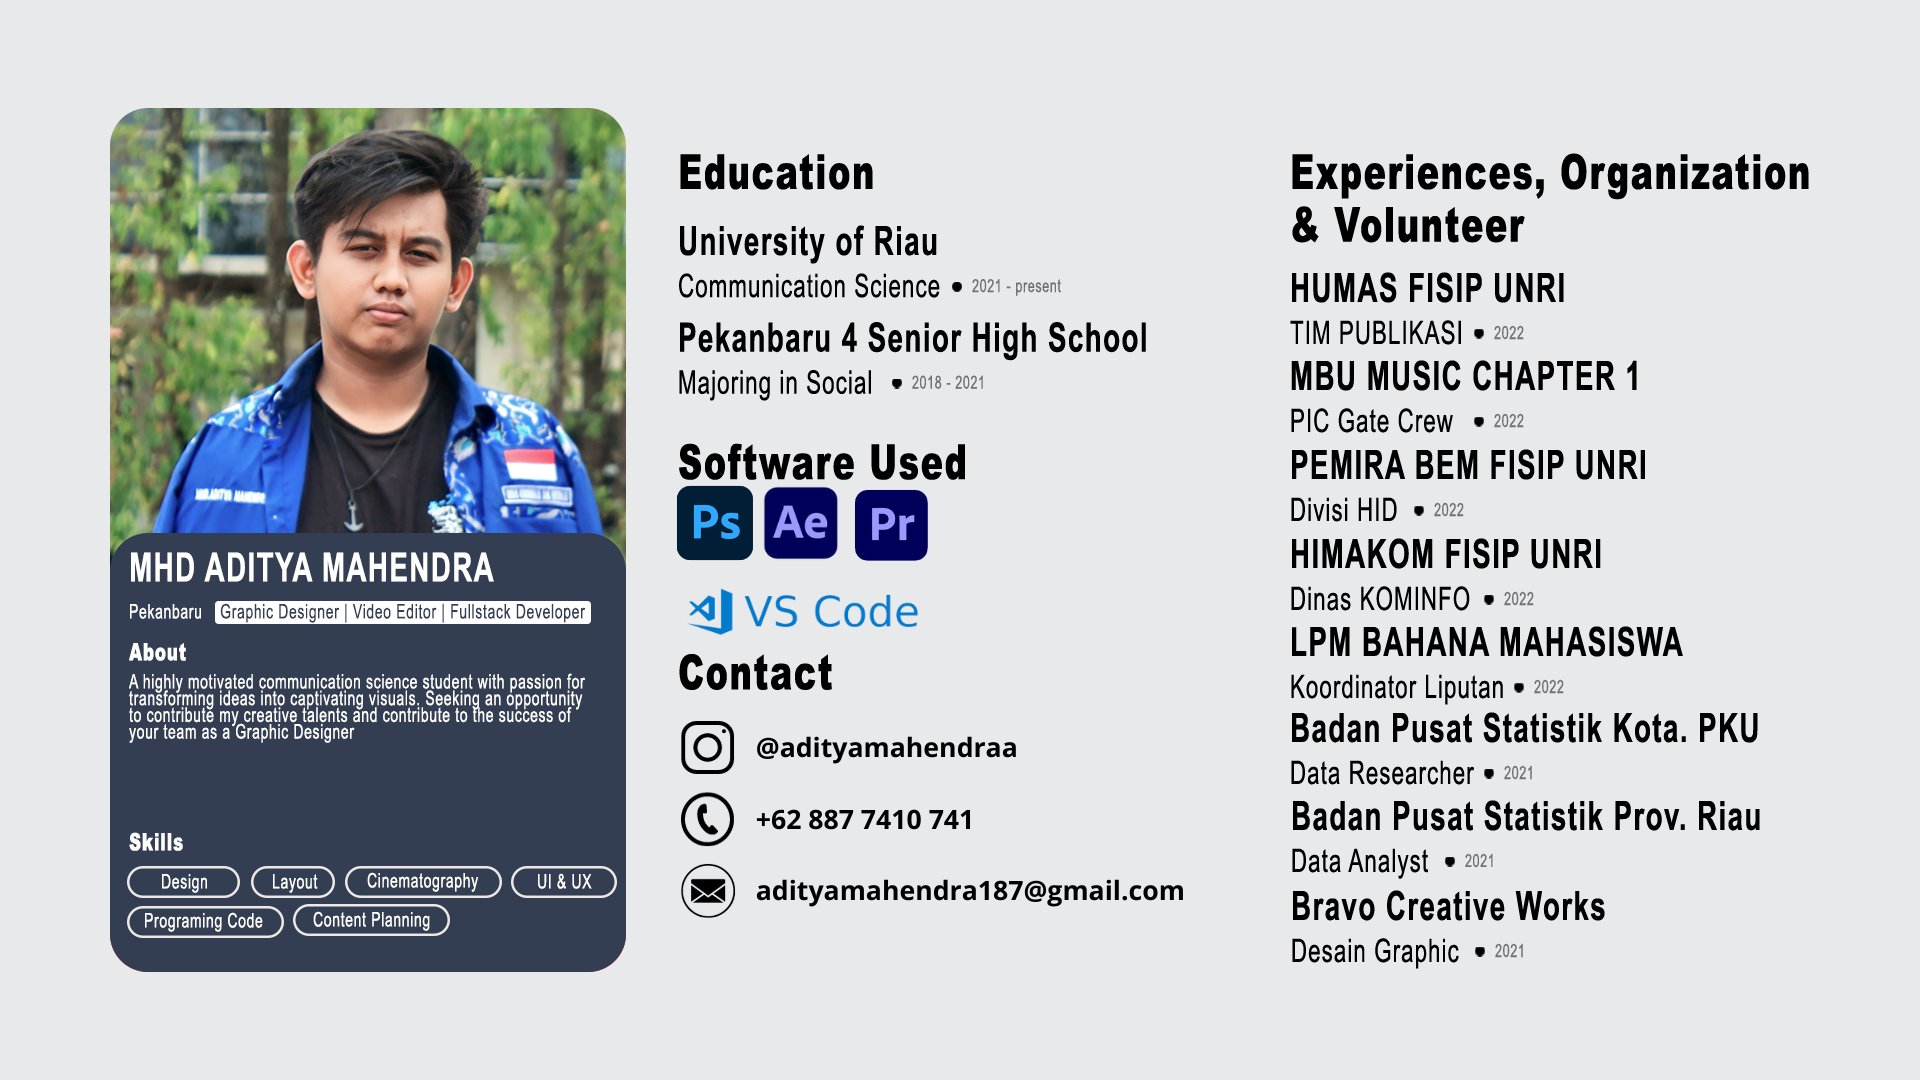 MHD ADITYA MAHENDRA
Pekanbaru Graphic Designer | Video Editor | Fullstack Developer
About
A highly motivated communication science student with passion for
transforming ideas into captivating visuals. Seeking an opportunity
to contribute my creative talents and contribute to the success of
your team as a Graphic Designer
Skills
Design Layout Cinematography UI & UX
Programing Code Content Planning
Education
University of Riau
Communication Science • 2021 - present
Pekanbaru 4 Senior High School
Majoring in Social • 2018 - 2021
Software Used
Ps Ae Pr
VS Code
Contact
@adityamahendraa
+62 887 7410 741
adityamahendra187@gmail.com
Experiences, Organization
& Volunteer
HUMAS FISIP UNRI
TIM PUBLIKASI • 2022
MBU MUSIC CHAPTER 1
PIC Gate Crew • 2022
PEMIRA BEM FISIP UNRI
Divisi HID • 2022
HIMAKOM FISIP UNRI
Dinas KOMINFO • 2022
LPM BAHANA MAHASISWA
Koordinator Liputan • 2022
Badan Pusat Statistik Kota. PKU
Data Researcher • 2021
Badan Pusat Statistik Prov. Riau
Data Analyst • 2021
Bravo Creative Works
Desain Graphic • 2021